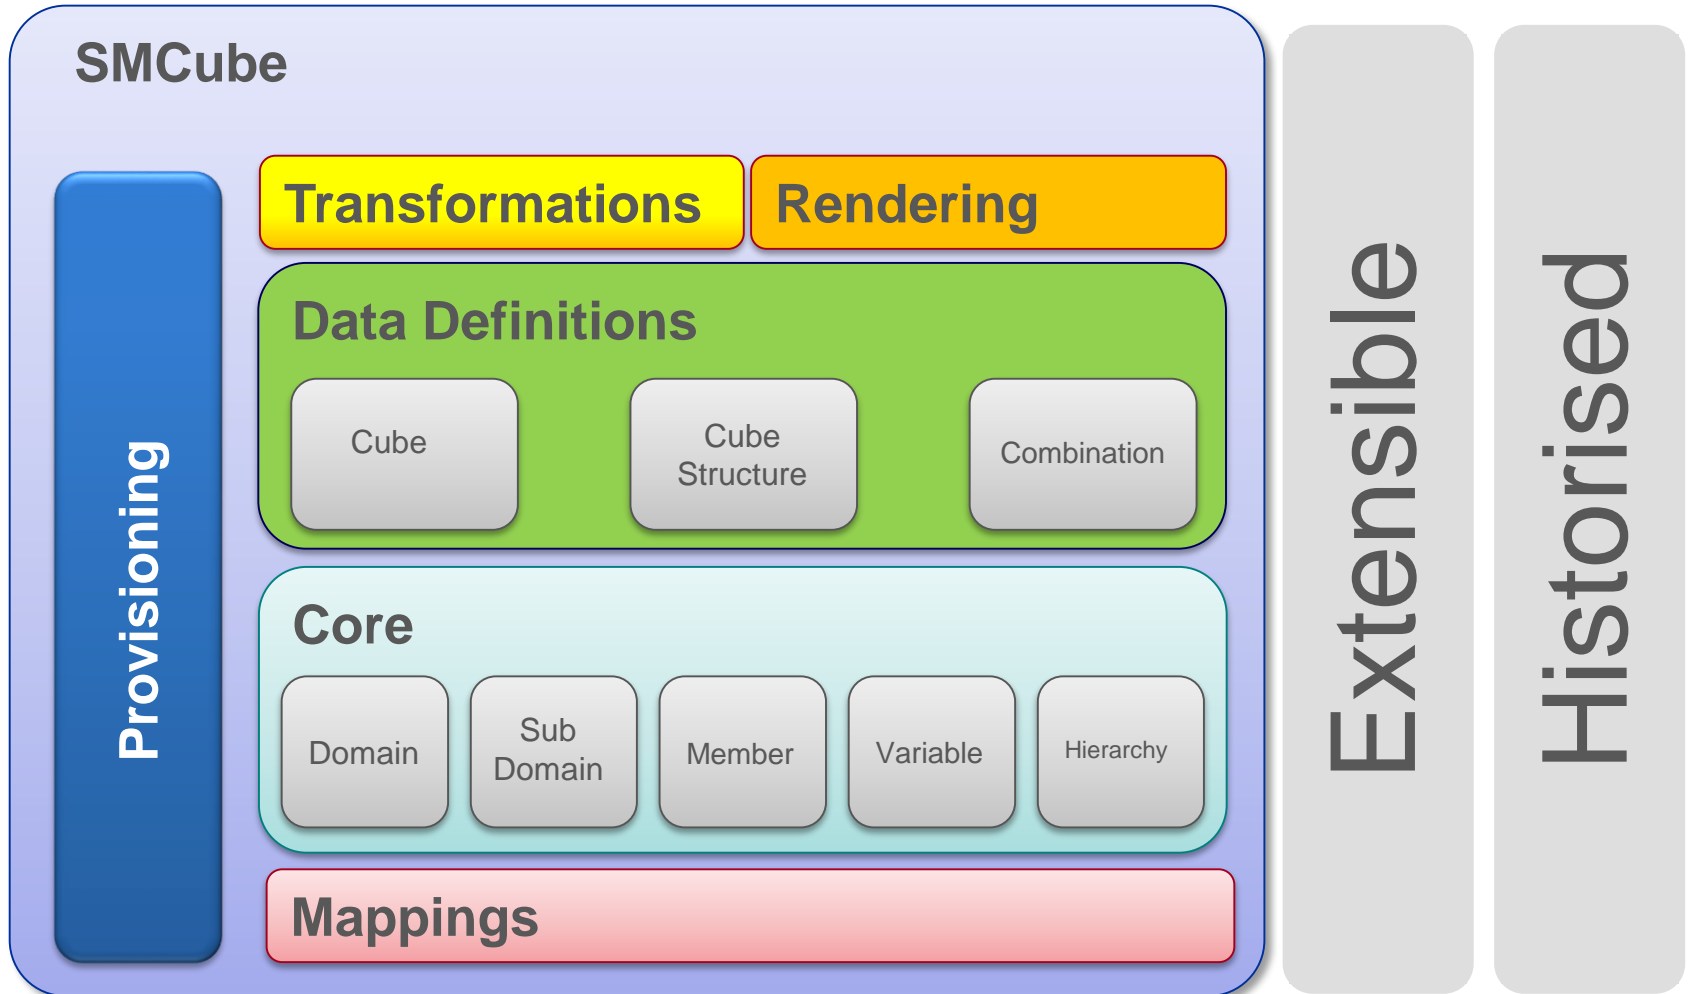 SMCube
Provisioning
Transformations
Rendering
Data Definitions
Cube
Cube
Structure
Combination
Core
Domain
Sub
Domain
Member
Variable
Hierarchy
Mappings
Extensible
Historised